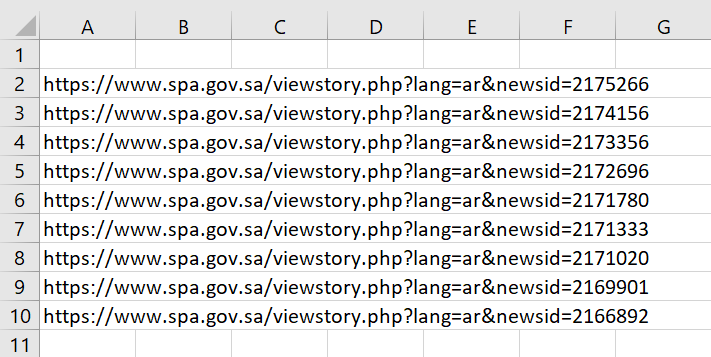 A B C D E F G
1
2 https://www.spa.gov.sa/viewstory.php?lang=ar&newsid=2175266
3 https://www.spa.gov.sa/viewstory.php?lang=ar&newsid=2174156
4 https://www.spa.gov.sa/viewstory.php?lang=ar&newsid=2173356
5 https://www.spa.gov.sa/viewstory.php?lang=ar&newsid=2172696
6 https://www.spa.gov.sa/viewstory.php?lang=ar&newsid=2171780
7 https://www.spa.gov.sa/viewstory.php?lang=ar&newsid=2171333
8 https://www.spa.gov.sa/viewstory.php?lang=ar&newsid=2171020
9 https://www.spa.gov.sa/viewstory.php?lang=ar&newsid=2169901
10 https://www.spa.gov.sa/viewstory.php?lang=ar&newsid=2166892
11